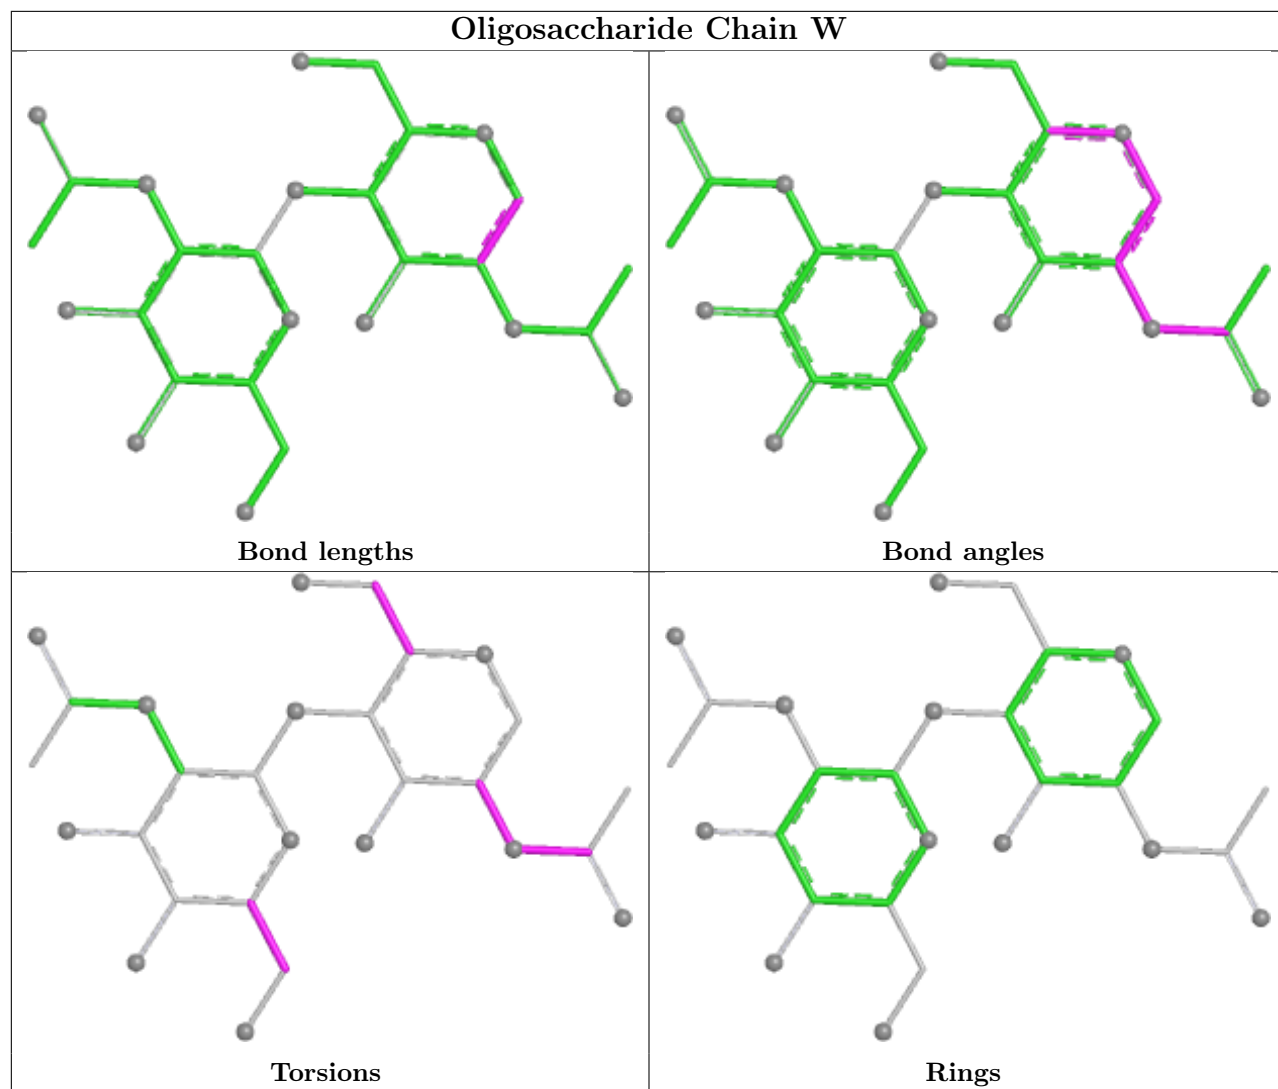 Oligosaccharide Chain W
Bond lengths
Bond angles
Torsions
Rings